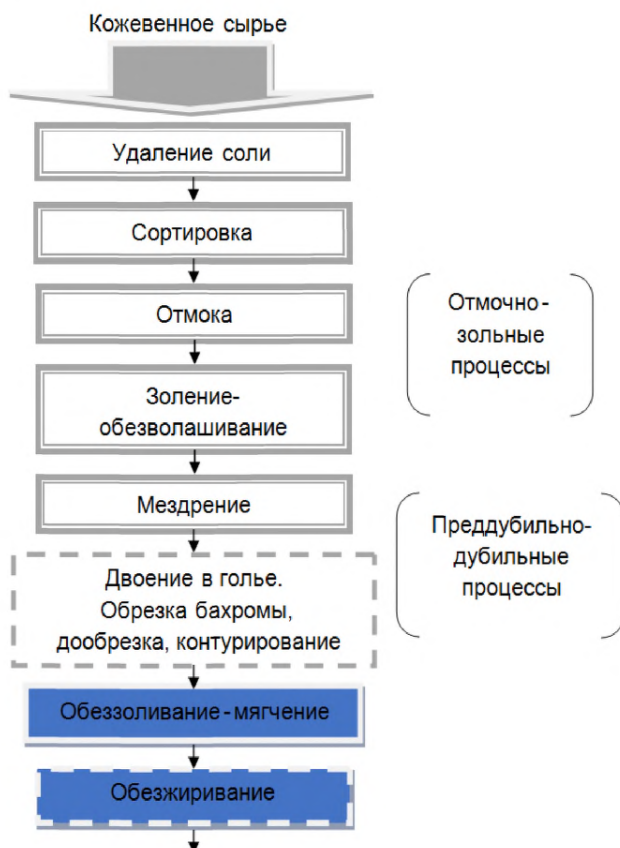 Кожевенное сырье
Удаление соли
Сортировка
Отмока
Золение-
обезволашивание
Мездрение
Двоение в голье.
Обрезка бахромы,
дообрезка, контурирование
Обеззоливание-мягчение
Обезжиривание
Отмочно-
зольные
процессы
Преддубильно-
дубильные
процессы